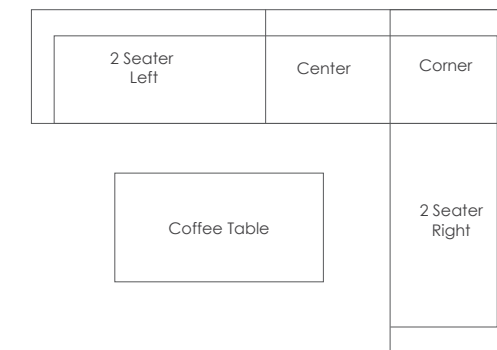 2 Seater
Left
Center
Corner
Coffee Table
2 Seater
Right